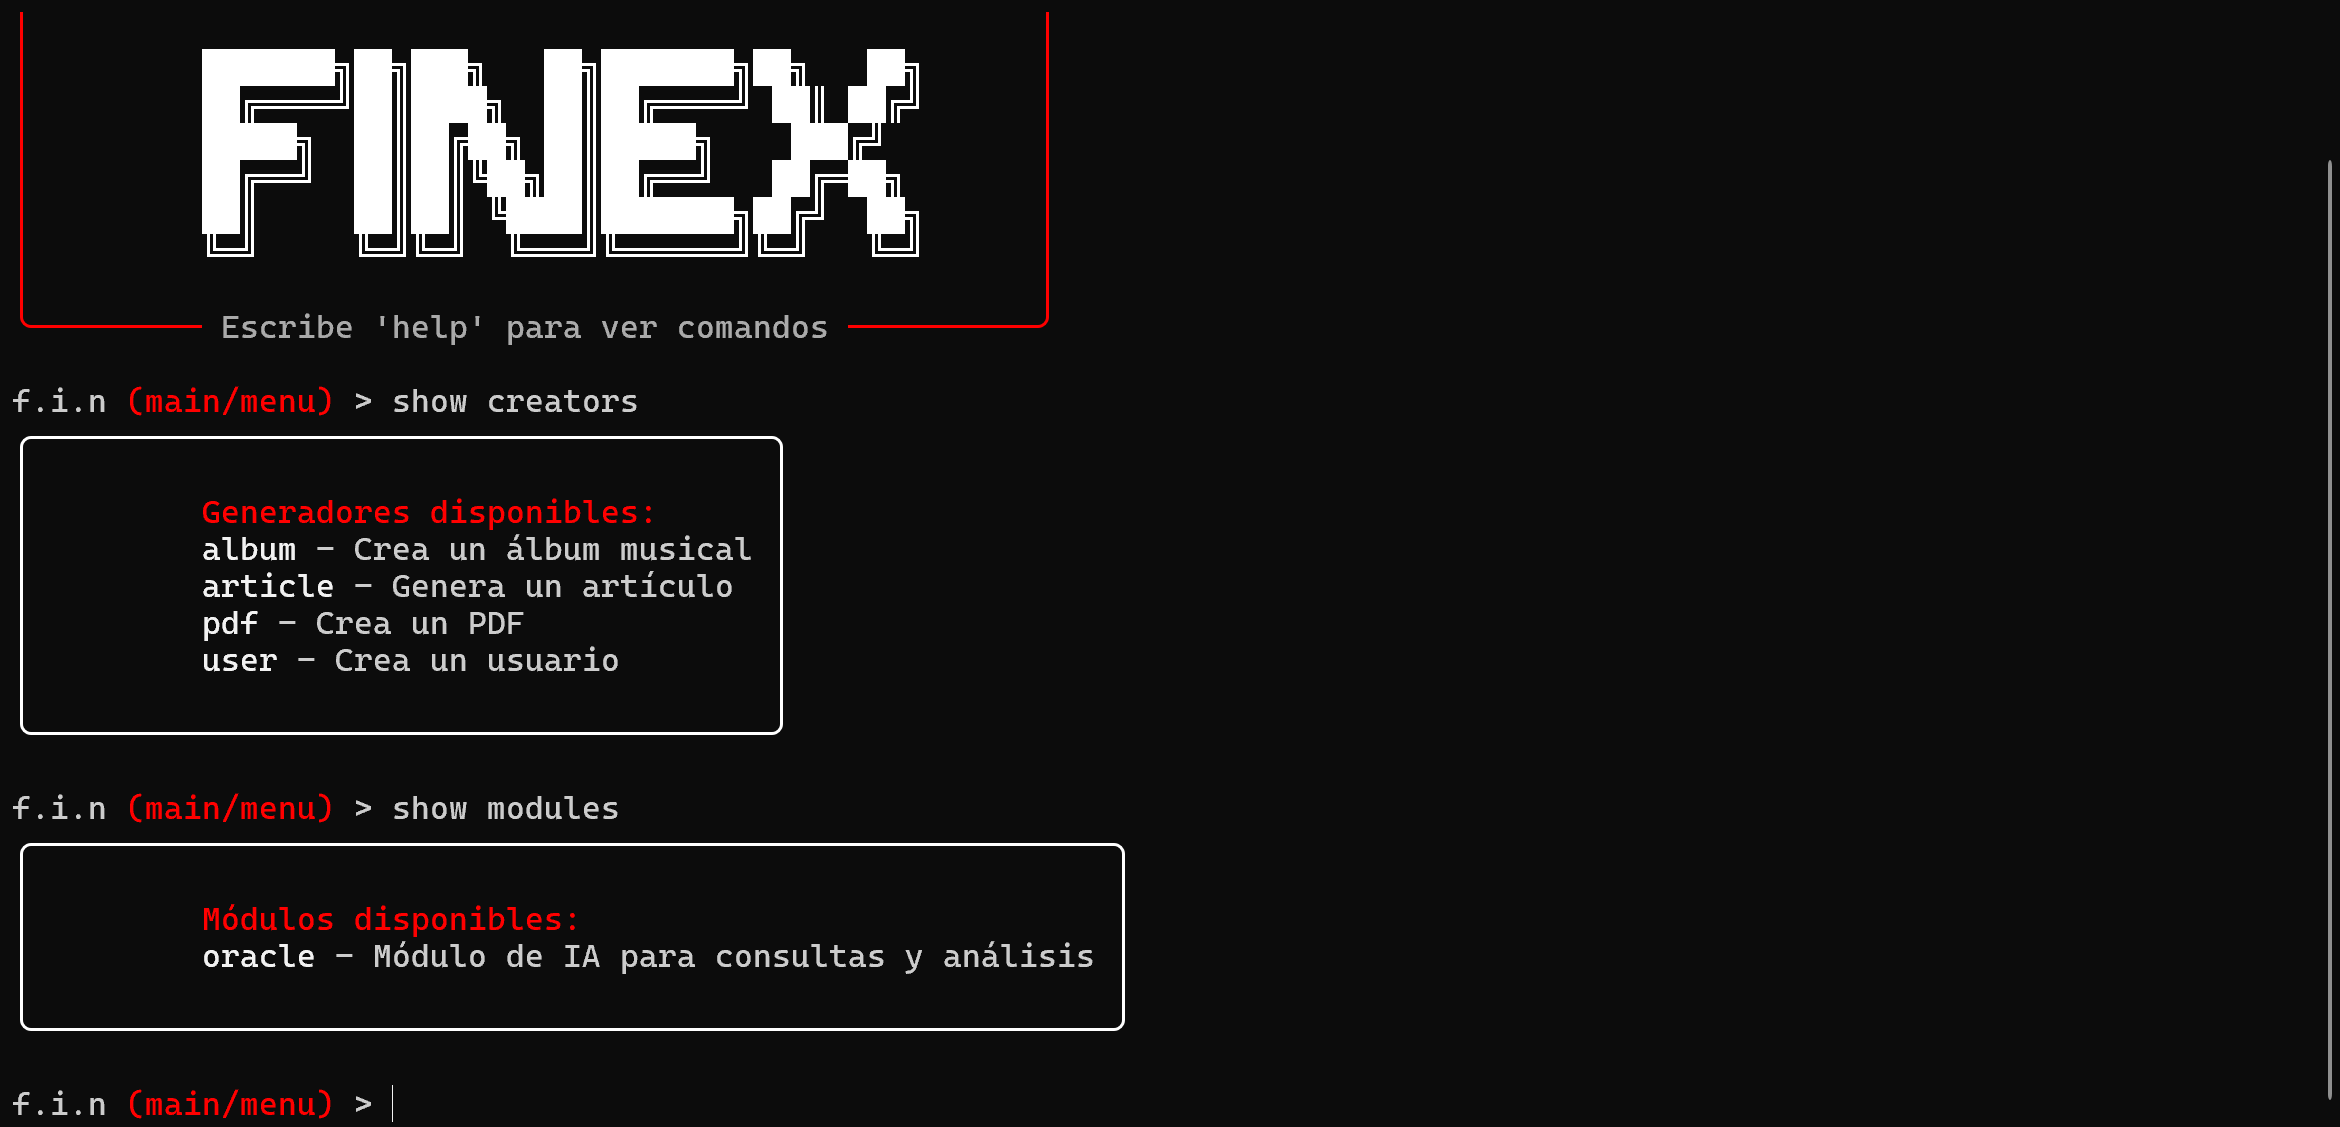 FINEX
Escribe 'help' para ver comandos
f.i.n (main/menu) > show creators
Generadores disponibles:
album - Crea un álbum musical
article - Genera un artículo
pdf - Crea un PDF
user - Crea un usuario
f.i.n (main/menu) > show modules
Módulos disponibles:
oracle - Módulo de IA para consultas y análisis
f.i.n (main/menu) >